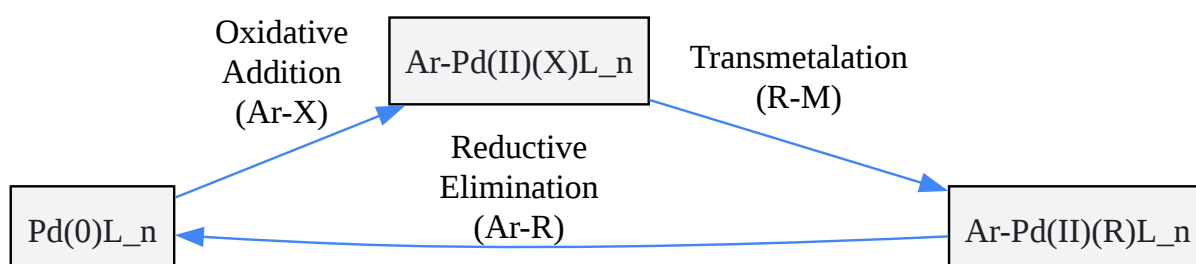 Oxidative
Addition
(Ar-X)
Ar-Pd(II)(X)L_n
Transmetalation
(R-M)
Reductive
Elimination
(Ar-R)
Pd(0)L_n
Ar-Pd(II)(R)L_n